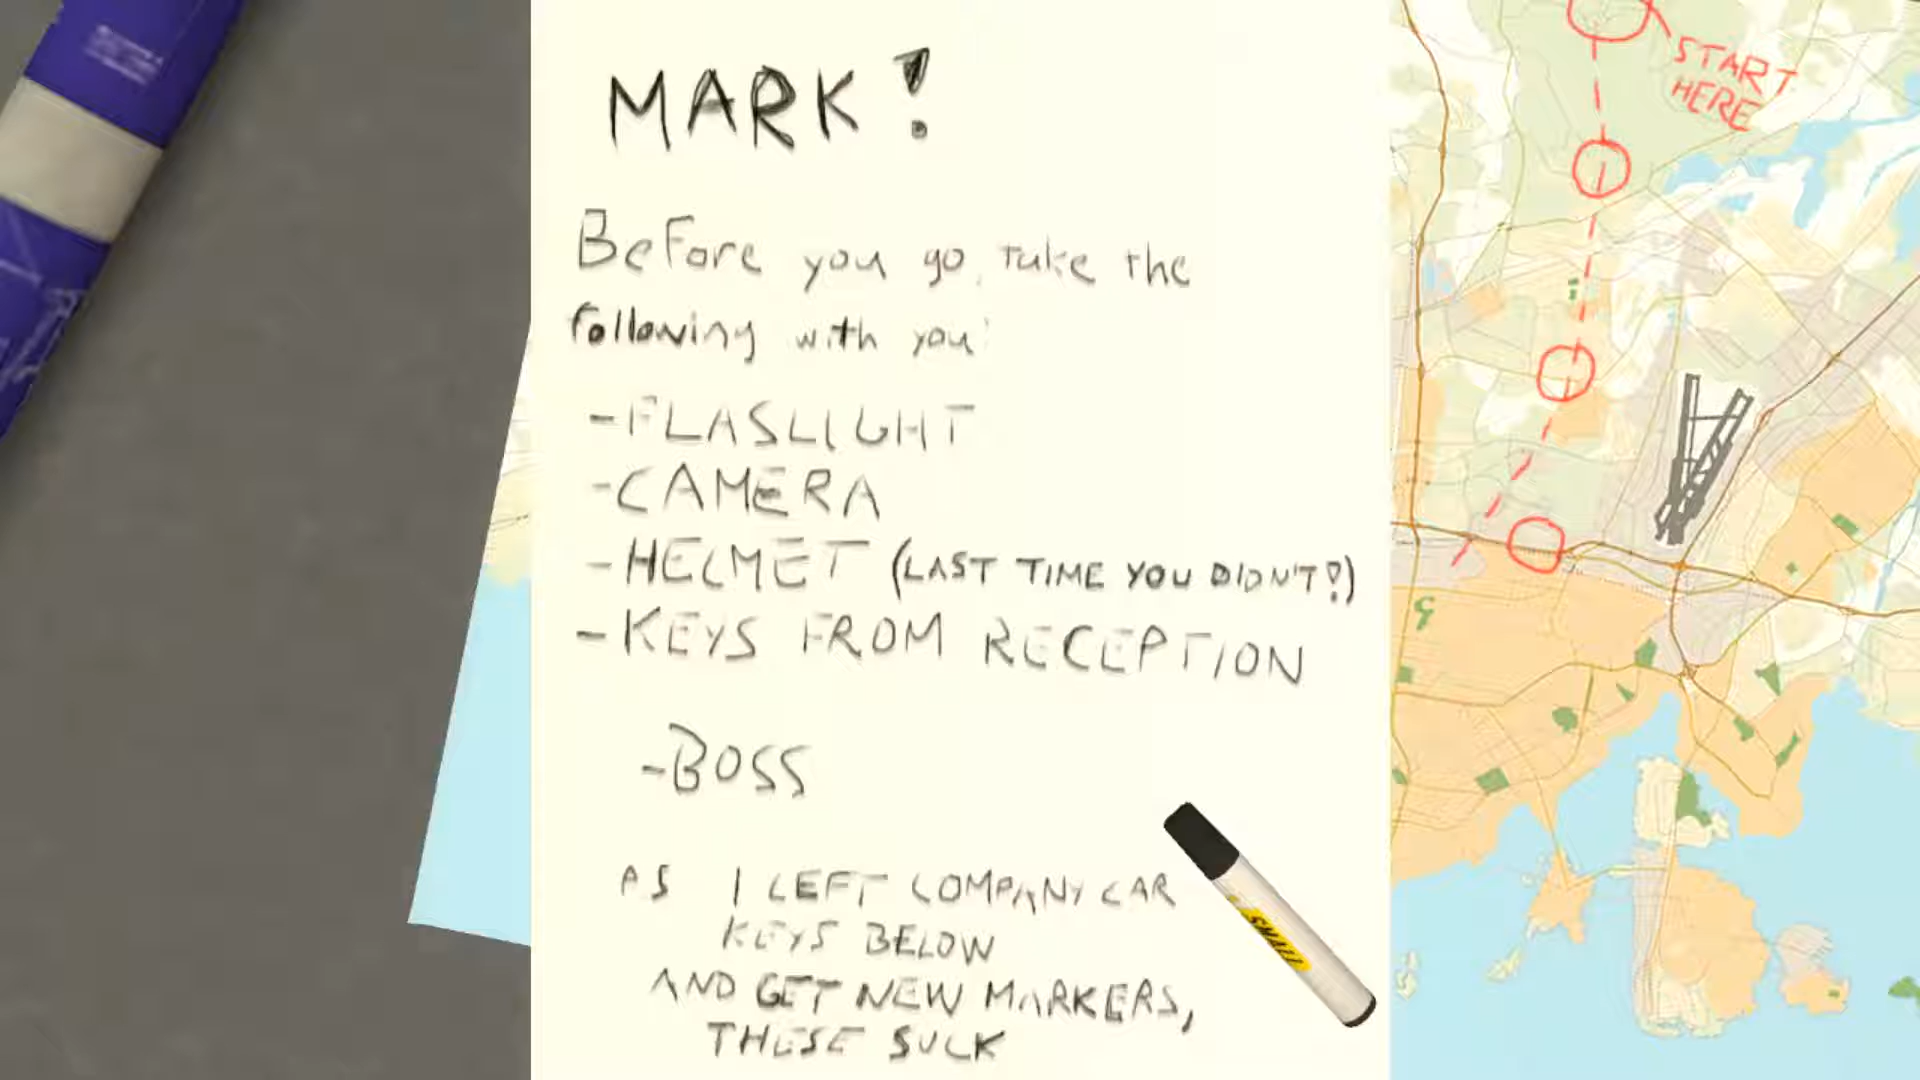 MARK!
Before you go, take the
following with you:
-FLASLIGHT
-CAMERA
-HELMET (LAST TIME YOU DIDN'T?)
-KEYS FROM RECEPTION
-BOSS
PS I LEFT COMPANY CAR
KEYS BELOW
AND GET NEW MARKERS,
THESE SUCK
SMALL
START
HERE